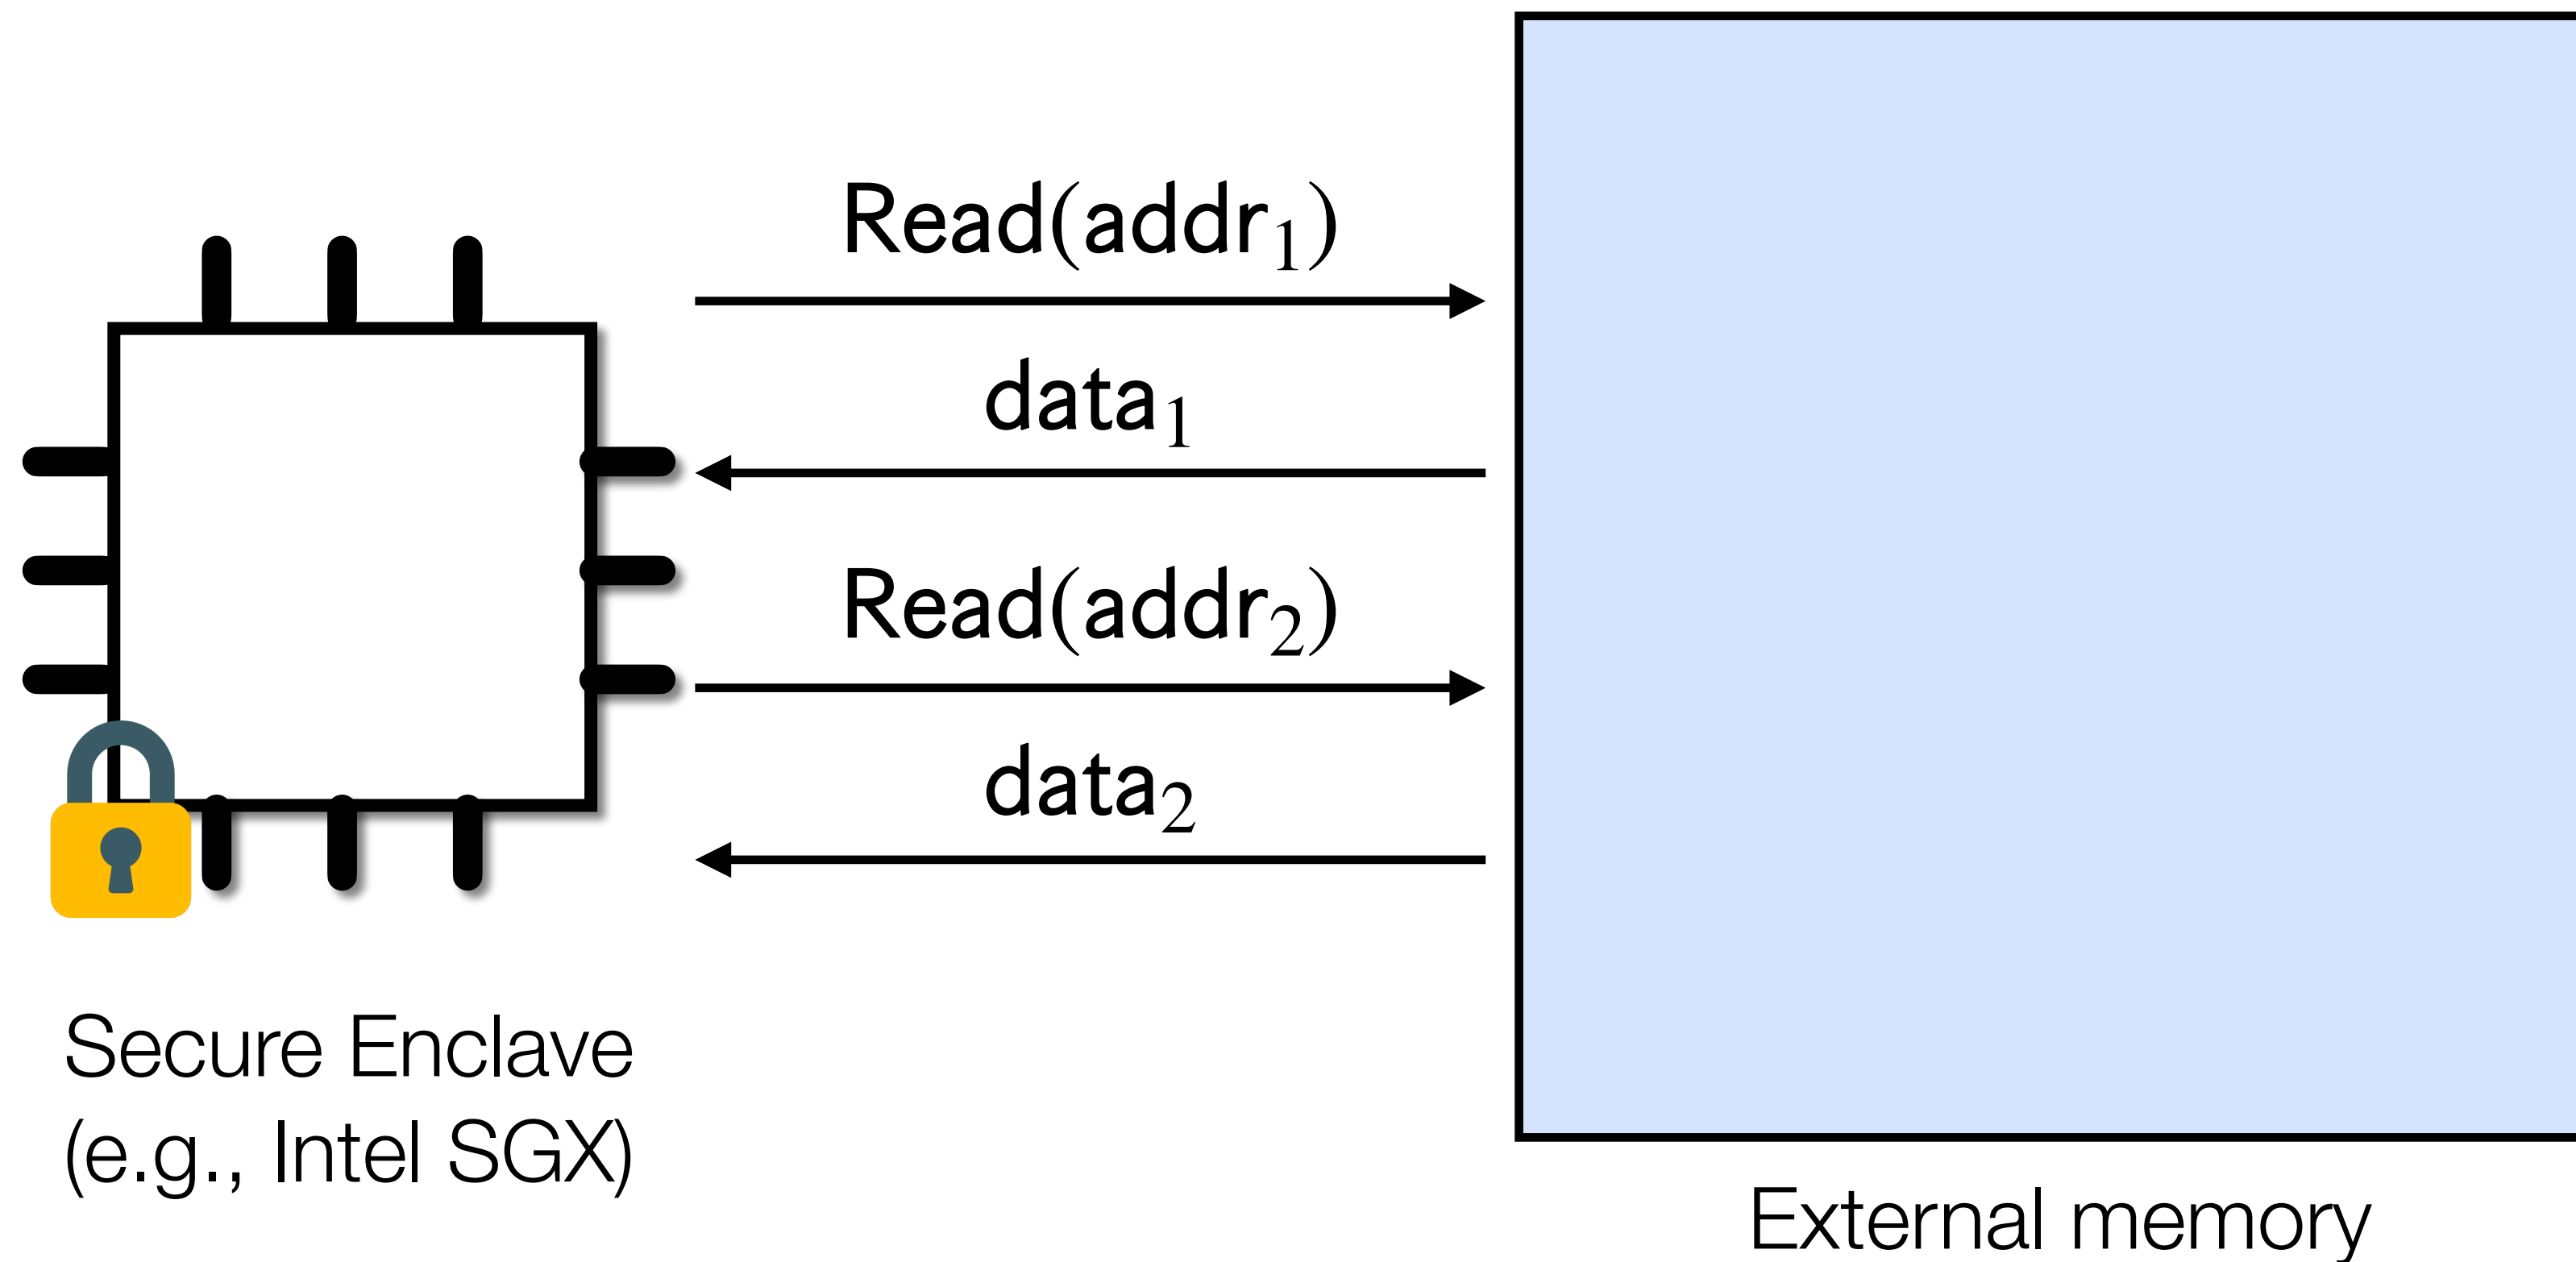 Read(addr₁)
data₁
Read(addr₂)
data₂
Secure Enclave
(e.g., Intel SGX)
External memory